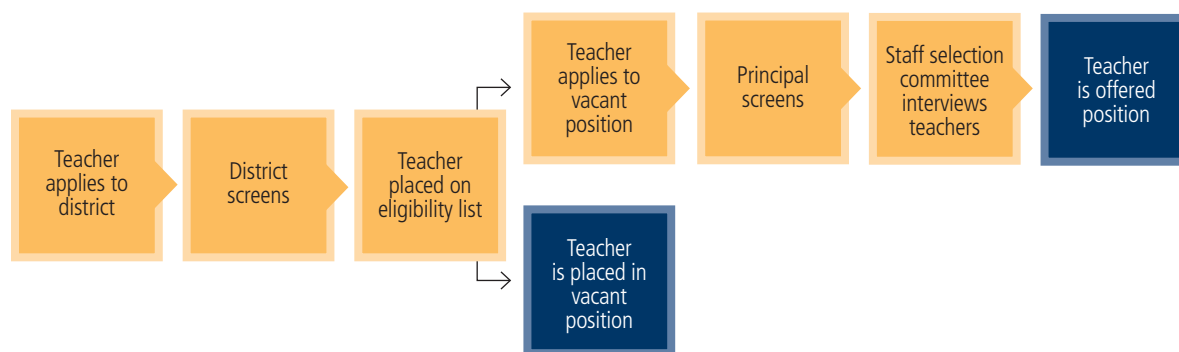 Teacher
applies to
district
District
screens
Teacher
placed on
eligibility list
Teacher
applies to
vacant
position
Principal
screens
Staff selection
committee
interviews
teachers
Teacher
is offered
position
Teacher
is placed in
vacant
position